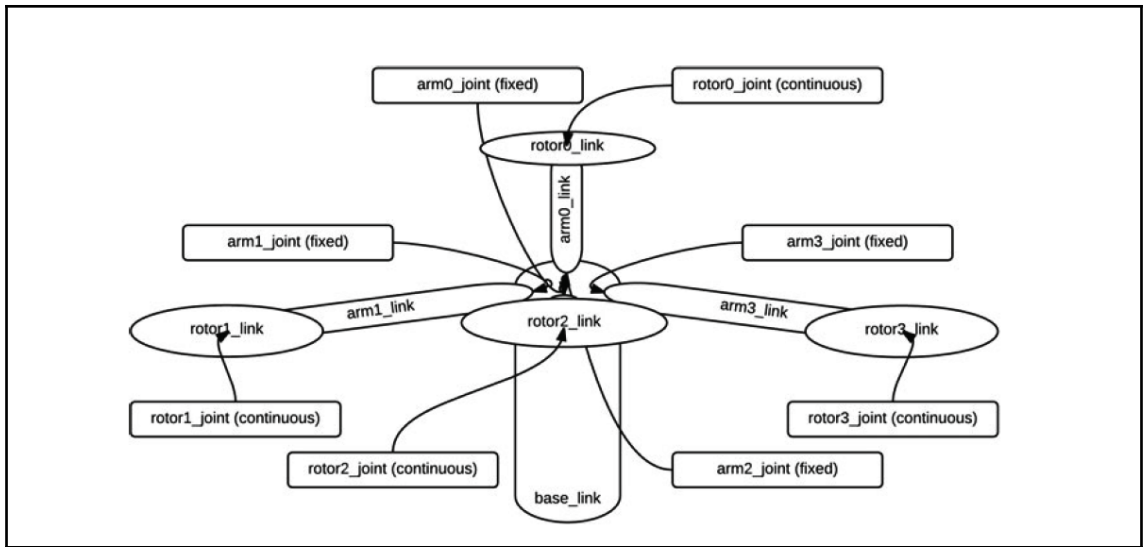 arm0_joint (fixed)
rotor0_joint (continuous)
rotor0_link
arm0_link
arm1_joint (fixed)
arm3_joint (fixed)
arm1_link
arm3_link
rotor1_link
rotor2_link
rotor3_link
rotor1_joint (continuous)
rotor3_joint (continuous)
rotor2_joint (continuous)
arm2_joint (fixed)
base_link